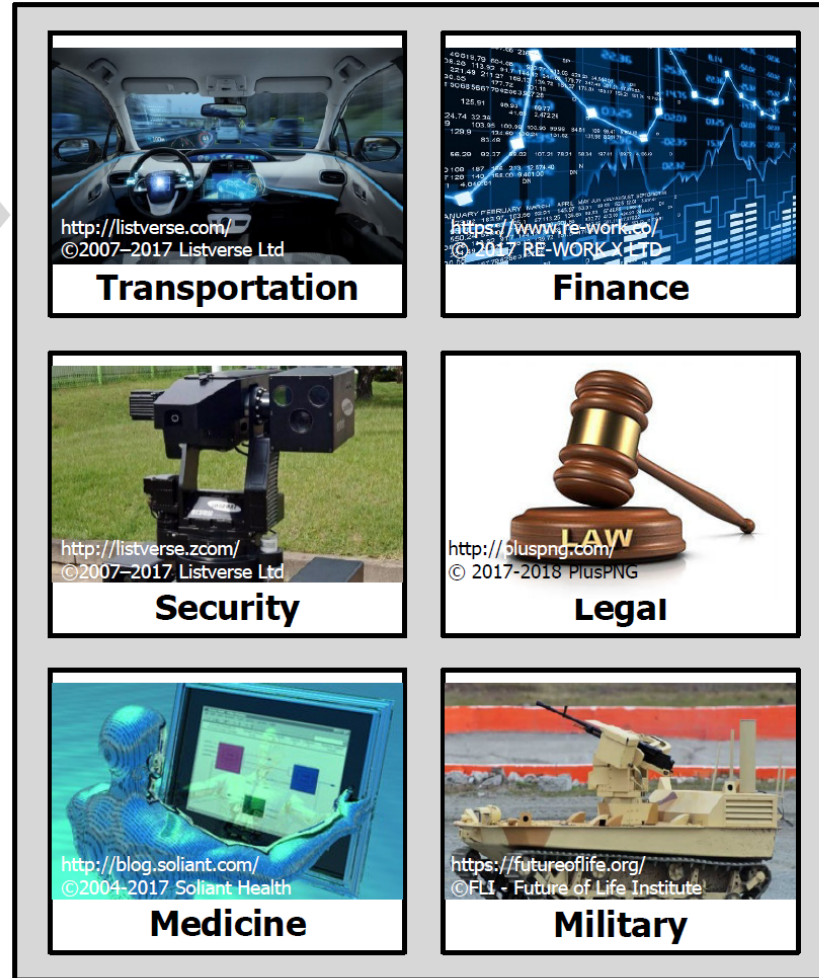 http://listverse.com/
©2007–2017 Listverse Ltd
Transportation
https://www.re-work.co/
© 2017 RE-WORK X LTD
Finance
http://listverse.zcom/
©2007–2017 Listverse Ltd
Security
LAW
http://pluspng.com/
© 2017-2018 PlusPNG
Legal
http://blog.soliant.com/
©2004-2017 Soliant Health
Medicine
https://futureoflife.org/
©FLI - Future of Life Institute
Military